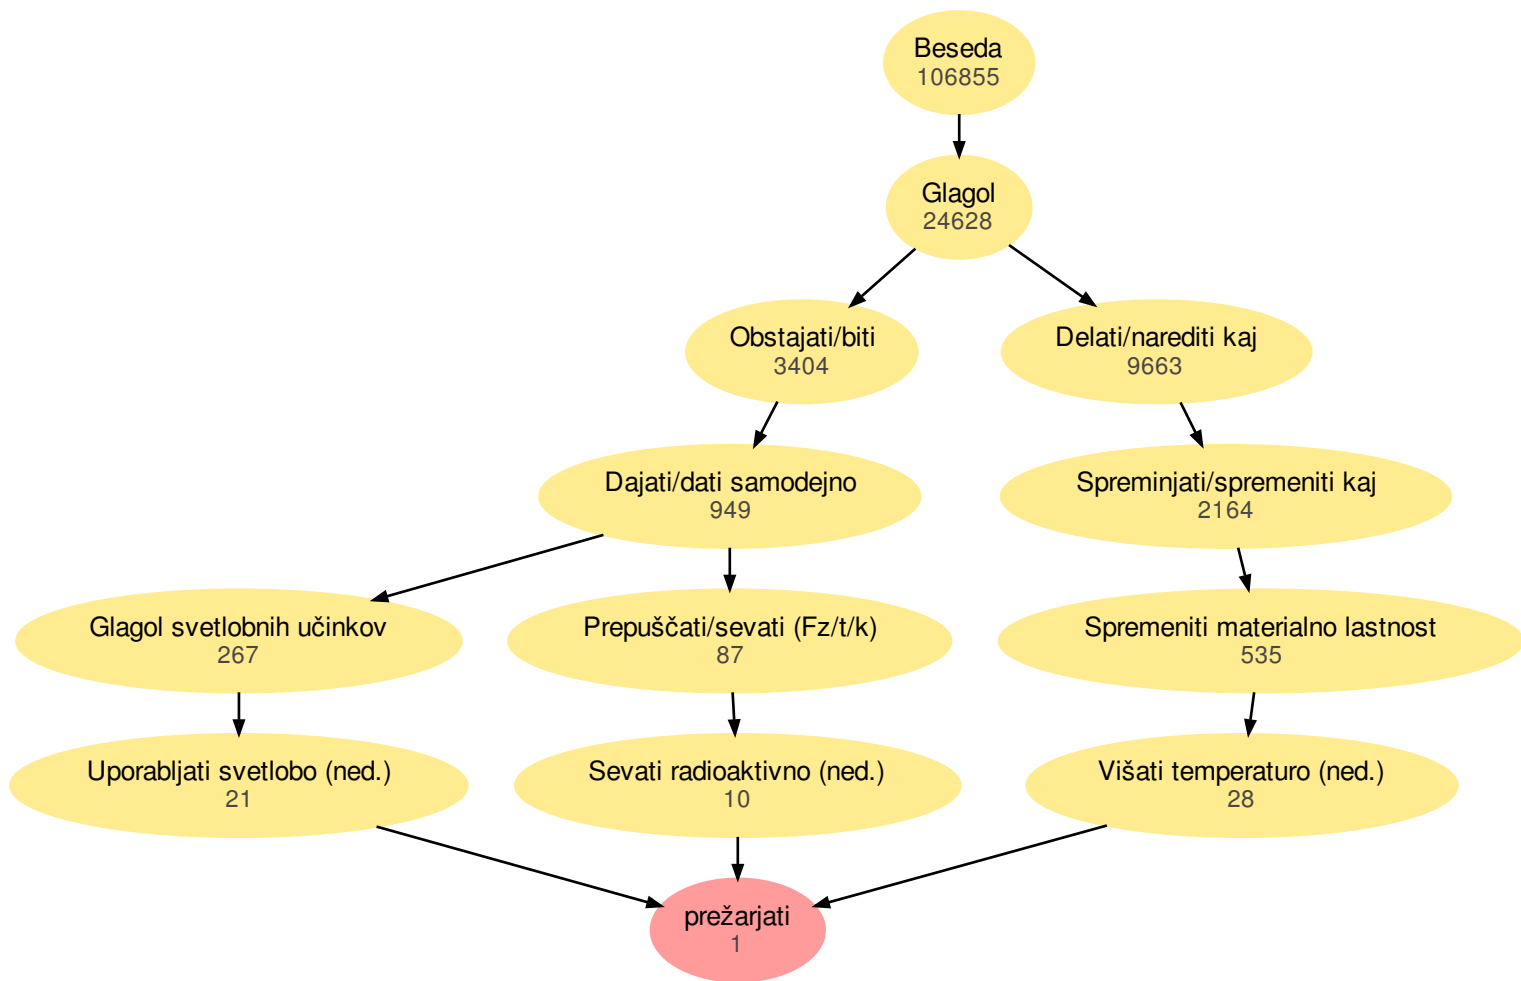 Beseda
106855
Glagol
24628
Obstajati/biti
3404
Delati/narediti kaj
9663
Dajati/dati samodejno
949
Spreminjati/spremeniti kaj
2164
Glagol svetlobnih učinkov
267
Prepuščati/sevati (Fz/t/k)
87
Spremeniti materialno lastnost
535
Uporabljati svetlobo (ned.)
21
Sevati radioaktivno (ned.)
10
Višati temperaturo (ned.)
28
prežarjati
1